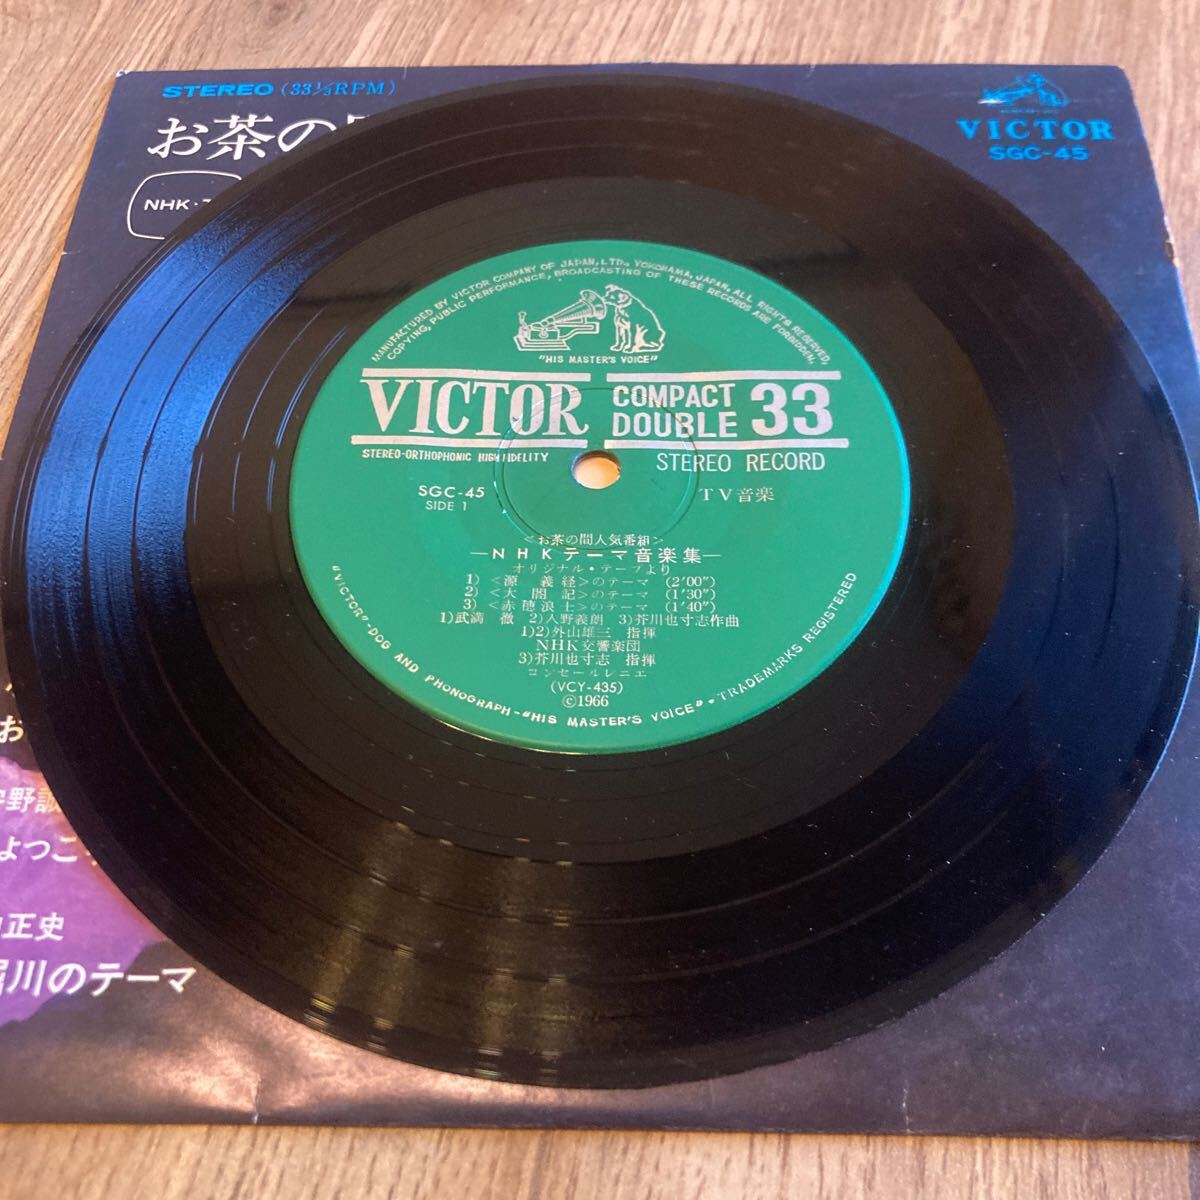 STEREO (33⅓RPM)
お茶の
NHK・
VICTOR
SGC-45
MANUFACTURED BY VICTOR COMPANY OF JAPAN, LTD., YOKOHAMA, JAPAN, ALL RIGHTS RESERVED,
COPYING, PUBLIC PERFORMANCE, BROADCASTING OF THESE RECORDS ARE FORBIDDEN,
"HIS MASTER'S VOICE"
VICTOR
COMPACT
DOUBLE 33
STEREO-ORTHOPHONIC HIGH FIDELITY
STEREO RECORD
SGC-45
SIDE 1
TV音楽
<お茶の間人気番組>
—NHKテーマ音楽集—
オリジナル・テープより
1) <源 義経>のテーマ (2'00")
2) <太閤記>のテーマ (1'30")
3) <赤穂浪士>のテーマ (1'40")
1)武満 徹 2)入野義朗 3)芥川也寸志作曲
1)2)外山雄三 指揮
NHK交響楽団
3)芥川也寸志 指揮
コンセールレニエ
(VCY-435)
©1966
"VICTOR"-DOG AND PHONOGRAPH-"HIS MASTER'S VOICE"・TRADEMARKS REGISTERED
お
野誠
よっこ
正史
堀川のテーマ